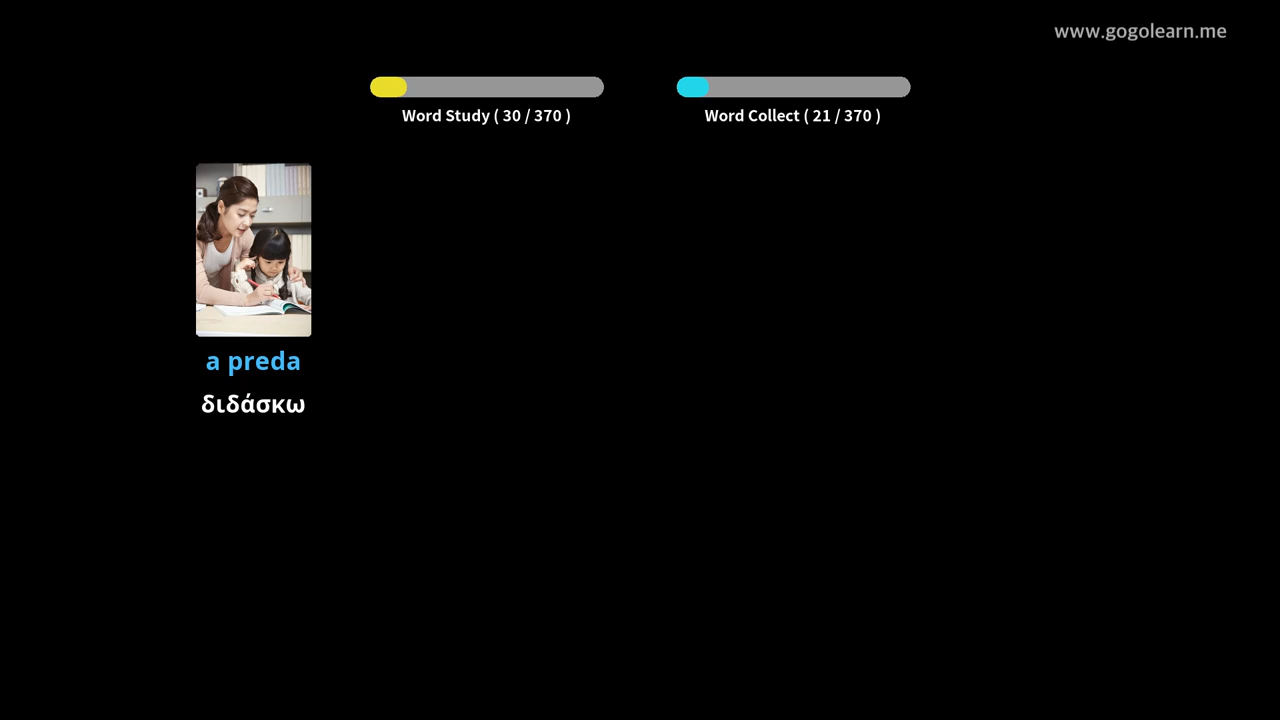 www.gogolearn.me
Word Study ( 30 / 370 )
Word Collect ( 21 / 370 )
a preda
διδάσκω